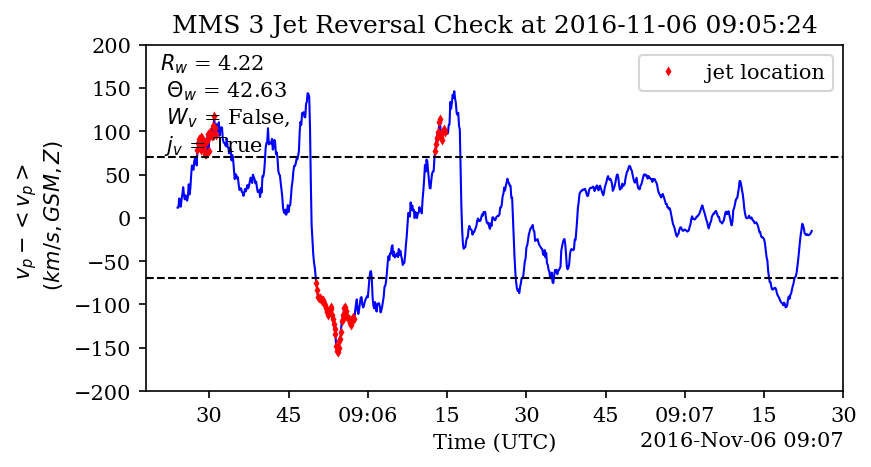 MMS 3 Jet Reversal Check at 2016-11-06 09:05:24
200
150
100
50
0
−50
−100
−150
−200
v_p − <v_p>
(km/s, GSM, Z)
R_w = 4.22
Θ_w = 42.63
W_v = False,
j_v = True
jet location
30 45 09:06 15 30 45 09:07 15 30
Time (UTC)
2016-Nov-06 09:07